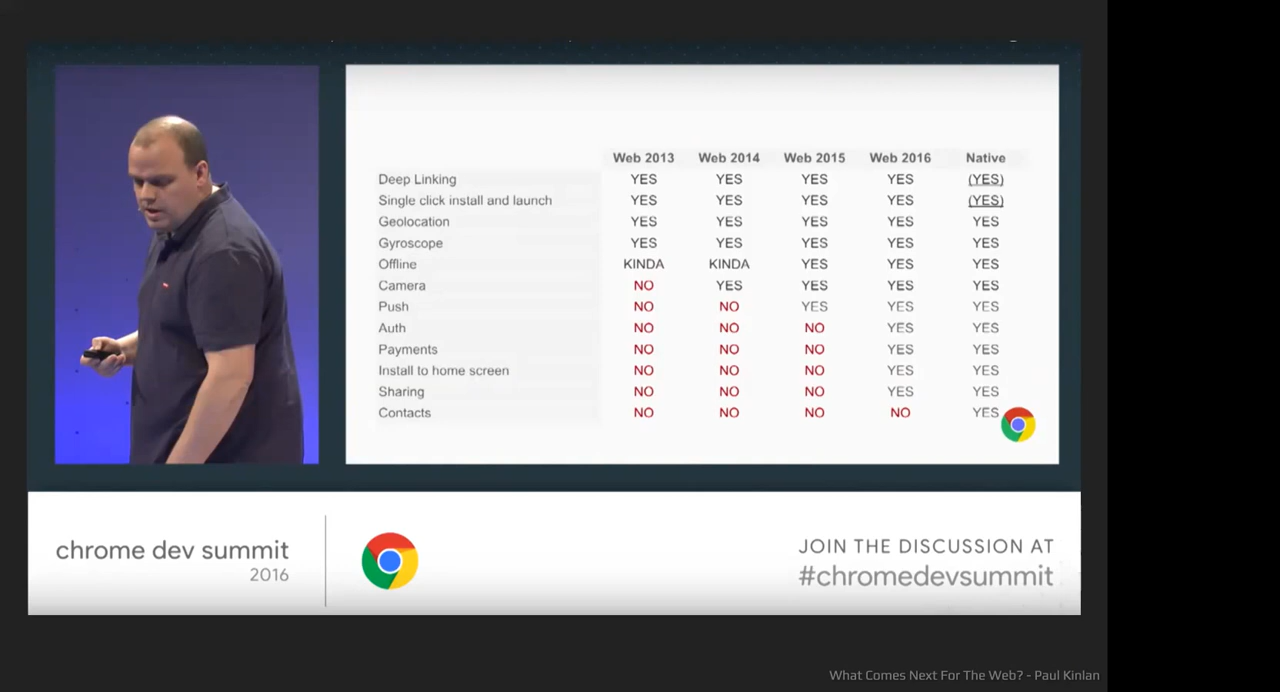 Web 2013 Web 2014 Web 2015 Web 2016 Native
Deep Linking YES YES YES YES (YES)
Single click install and launch YES YES YES YES (YES)
Geolocation YES YES YES YES YES
Gyroscope YES YES YES YES YES
Offline KINDA KINDA YES YES YES
Camera NO YES YES YES YES
Push NO NO YES YES YES
Auth NO NO NO YES YES
Payments NO NO NO YES YES
Install to home screen NO NO NO YES YES
Sharing NO NO NO YES YES
Contacts NO NO NO NO YES
chrome dev summit
2016
JOIN THE DISCUSSION AT
#chromedevsummit
What Comes Next For The Web? - Paul Kinlan